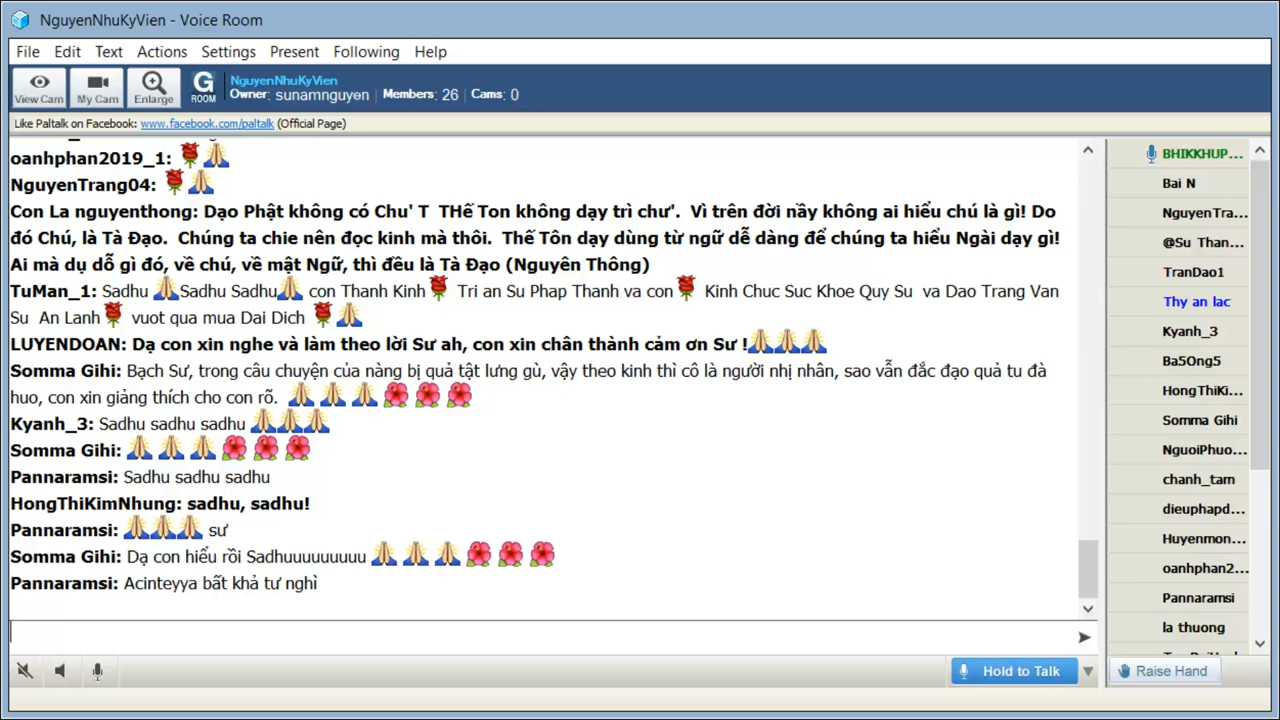 NguyenNhuKyVien - Voice Room
File Edit Text Actions Settings Present Following Help
View Cam My Cam Enlarge G ROOM
NguyenNhuKyVien
Owner: sunamnguyen Members: 26 Cams: 0
Like Paltalk on Facebook: www.facebook.com/paltalk (Official Page)
oanhphan2019_1:
NguyenTrang04:
Con La nguyenthong: Dạo Phật không có Chu' T THế Ton không dạy trì chư'. Vì trên đời nầy không ai hiểu chú là gì! Do
đó Chú, là Tà Đạo. Chúng ta chie nên đọc kinh mà thôi. Thế Tôn dạy dùng từ ngữ dễ dàng để chúng ta hiểu Ngài dạy gì!
Ai mà dụ dỗ gì đó, về chú, về mật Ngữ, thì đều là Tà Đạo (Nguyên Thông)
TuMan_1: Sadhu Sadhu Sadhu con Thanh Kinh Tri an Su Phap Thanh va con Kinh Chuc Suc Khoe Quy Su va Dao Trang Van
Su An Lanh vuot qua mua Dai Dich
LUYENDOAN: Dạ con xin nghe và làm theo lời Sư ah, con xin chân thành cảm ơn Sư !
Somma Gihi: Bạch Sư, trong câu chuyện của nàng bị quả tật lưng gù, vậy theo kinh thì cô là người nhị nhân, sao vẫn đắc đạo quả tu đà
huo, con xin giảng thích cho con rõ.
Kyanh_3: Sadhu sadhu sadhu
Somma Gihi:
Pannaramsi: Sadhu sadhu sadhu
HongThiKimNhung: sadhu, sadhu!
Pannaramsi: sư
Somma Gihi: Dạ con hiểu rồi Sadhuuuuuuuuu
Pannaramsi: Acinteyya bất khả tư nghì
BHIKKHUP...
Bai N
NguyenTra...
@Su Than...
TranDao1
Thy an lac
Kyanh_3
Ba5Ong5
HongThiKi...
Somma Gihi
NguoiPhuo...
chanh_tam
dieuphapd...
Huyenmon...
oanhphan2...
Pannaramsi
la thuong
Hold to Talk
Raise Hand